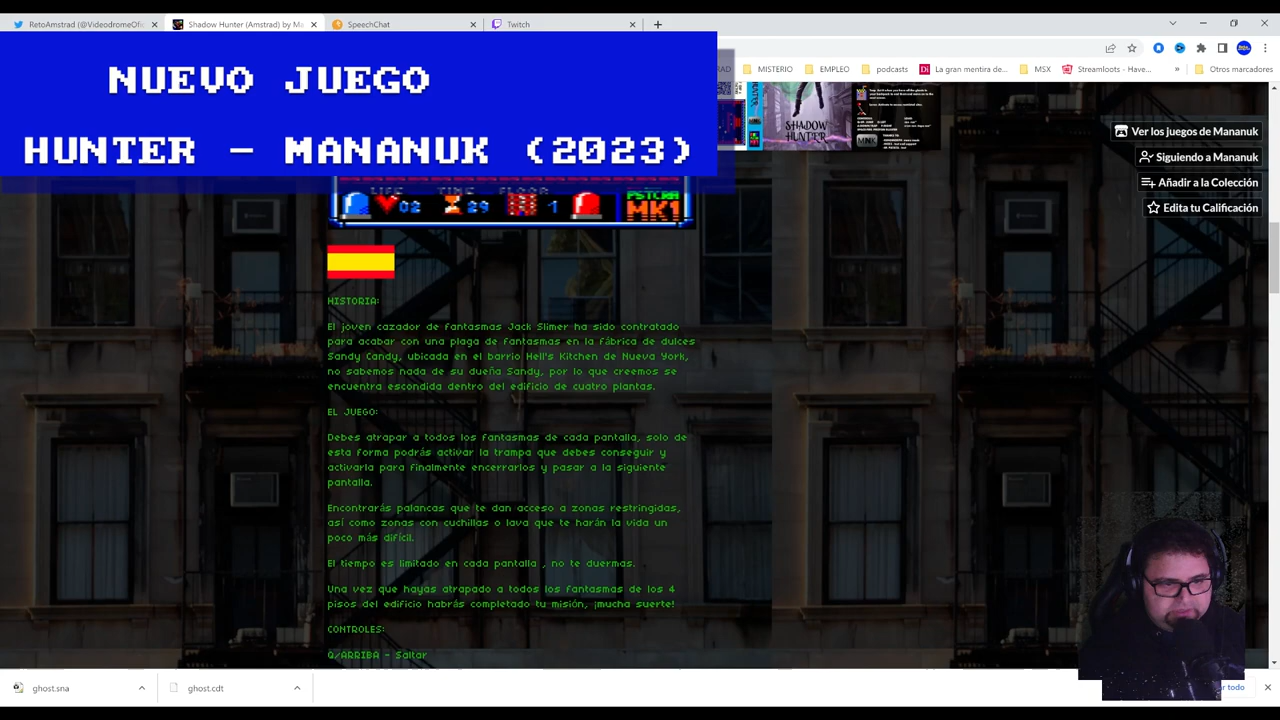 RetoAmstrad (@VideodromeOfic
Shadow Hunter (Amstrad) by Ma
SpeechChat
Twitch
NUEVO JUEGO
HUNTER - MANANUK (2023)
MISTERIO
EMPLEO
podcasts
La gran mentira de...
MSX
Streamloots - Have...
»
Otros marcadores
SHADOW
HUNTER
Ver los juegos de Mananuk
Siguiendo a Mananuk
Añadir a la Colección
Edita tu Calificación
LIFE TIME FLOOR
02 29 1 MK1
HISTORIA:
El joven cazador de fantasmas Jack Slimer ha sido contratado
para acabar con una plaga de fantasmas en la fábrica de dulces
Sandy Candy, ubicada en el barrio Hell's Kitchen de Nueva York,
no sabemos nada de su dueña Sandy, por lo que creemos se
encuentra escondida dentro del edificio de cuatro plantas.
EL JUEGO:
Debes atrapar a todos los fantasmas de cada pantalla, solo de
esta forma podrás activar la trampa que debes conseguir y
activarla para finalmente encerrarlos y pasar a la siguiente
pantalla.
Encontrarás palancas que te dan acceso a zonas restringidas,
así como zonas con cuchillas o lava que te harán la vida un
poco más difícil.
El tiempo es limitado en cada pantalla , no te duermas.
Una vez que hayas atrapado a todos los fantasmas de los 4
pisos del edificio habrás completado tu misión, ¡mucha suerte!
CONTROLES:
Q/ARRIBA - Saltar
ghost.sna
ghost.cdt
todo